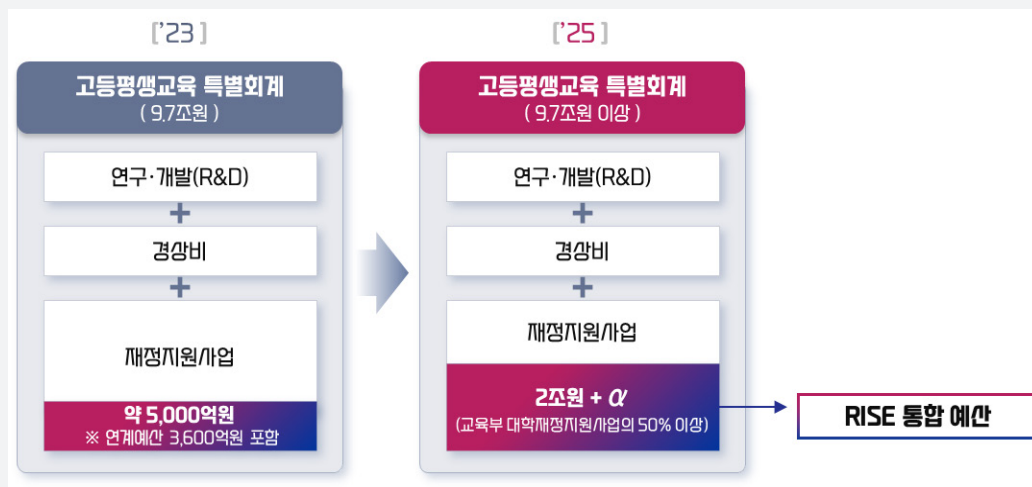 ['23]
고등평생교육 특별회계
( 9.7조원 )
연구·개발(R&D)
+
경상비
+
재정지원사업
약 5,000억원
※ 연계예산 3,600억원 포함
['25]
고등평생교육 특별회계
( 9.7조원 이상 )
연구·개발(R&D)
+
경상비
+
재정지원사업
2조원 + α
(교육부 대학재정지원사업의 50% 이상)
RISE 통합 예산